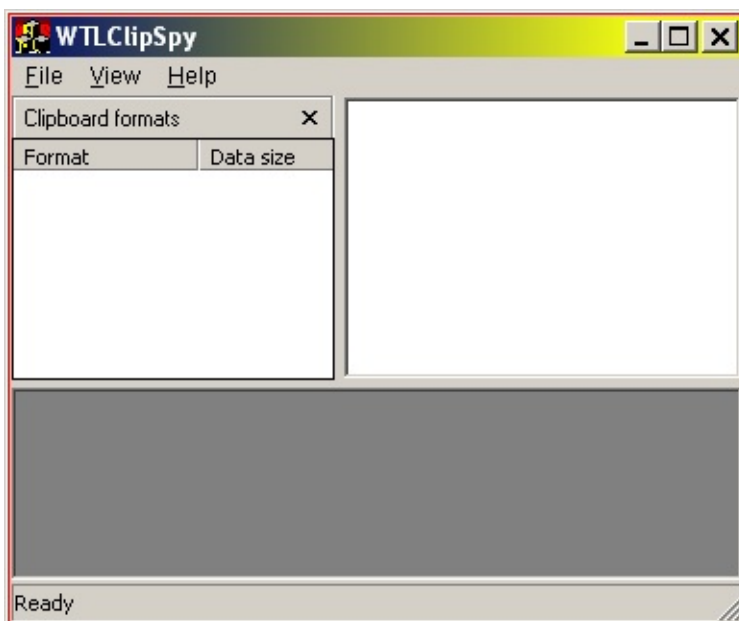 WTLClipSpy
File View Help
Clipboard formats
Format Data size
Ready